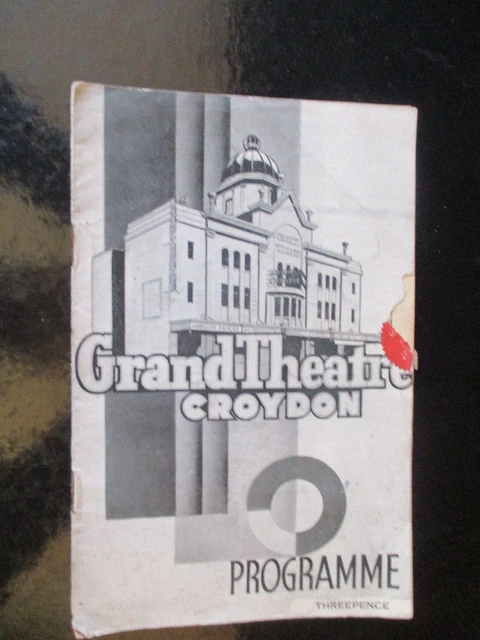 Grand Theatre
CROYDON
PROGRAMME
THREEPENCE